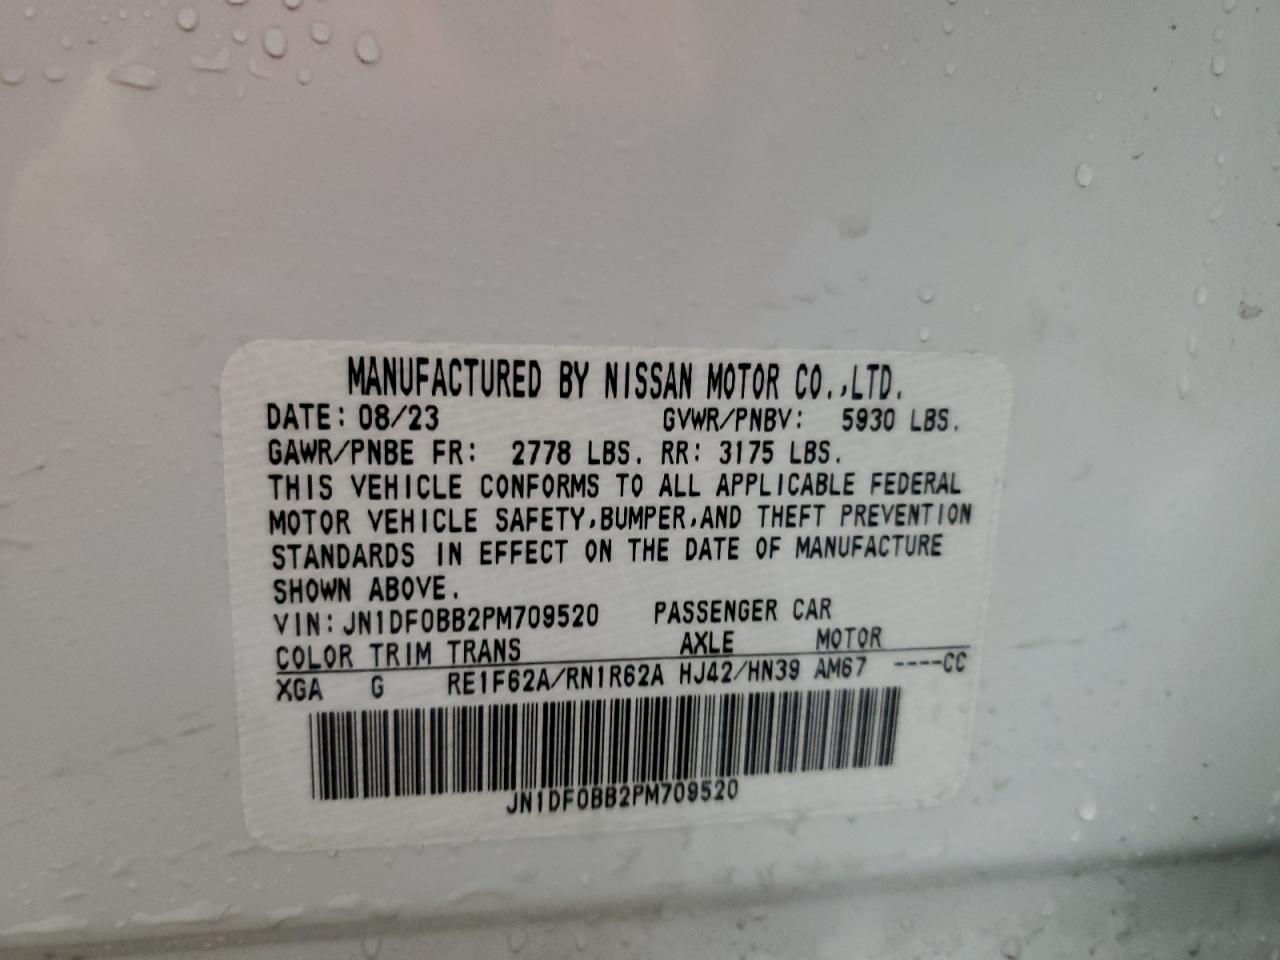 MANUFACTURED BY NISSAN MOTOR CO.,LTD.
DATE: 08/23 GVWR/PNBV: 5930 LBS.
GAWR/PNBE FR: 2778 LBS. RR: 3175 LBS.
THIS VEHICLE CONFORMS TO ALL APPLICABLE FEDERAL
MOTOR VEHICLE SAFETY,BUMPER,AND THEFT PREVENTION
STANDARDS IN EFFECT ON THE DATE OF MANUFACTURE
SHOWN ABOVE.
VIN: JN1DF0BB2PM709520 PASSENGER CAR
COLOR TRIM TRANS AXLE MOTOR
XGA G RE1F62A/RN1R62A HJ42/HN39 AM67 ----CC
JN1DF0BB2PM709520